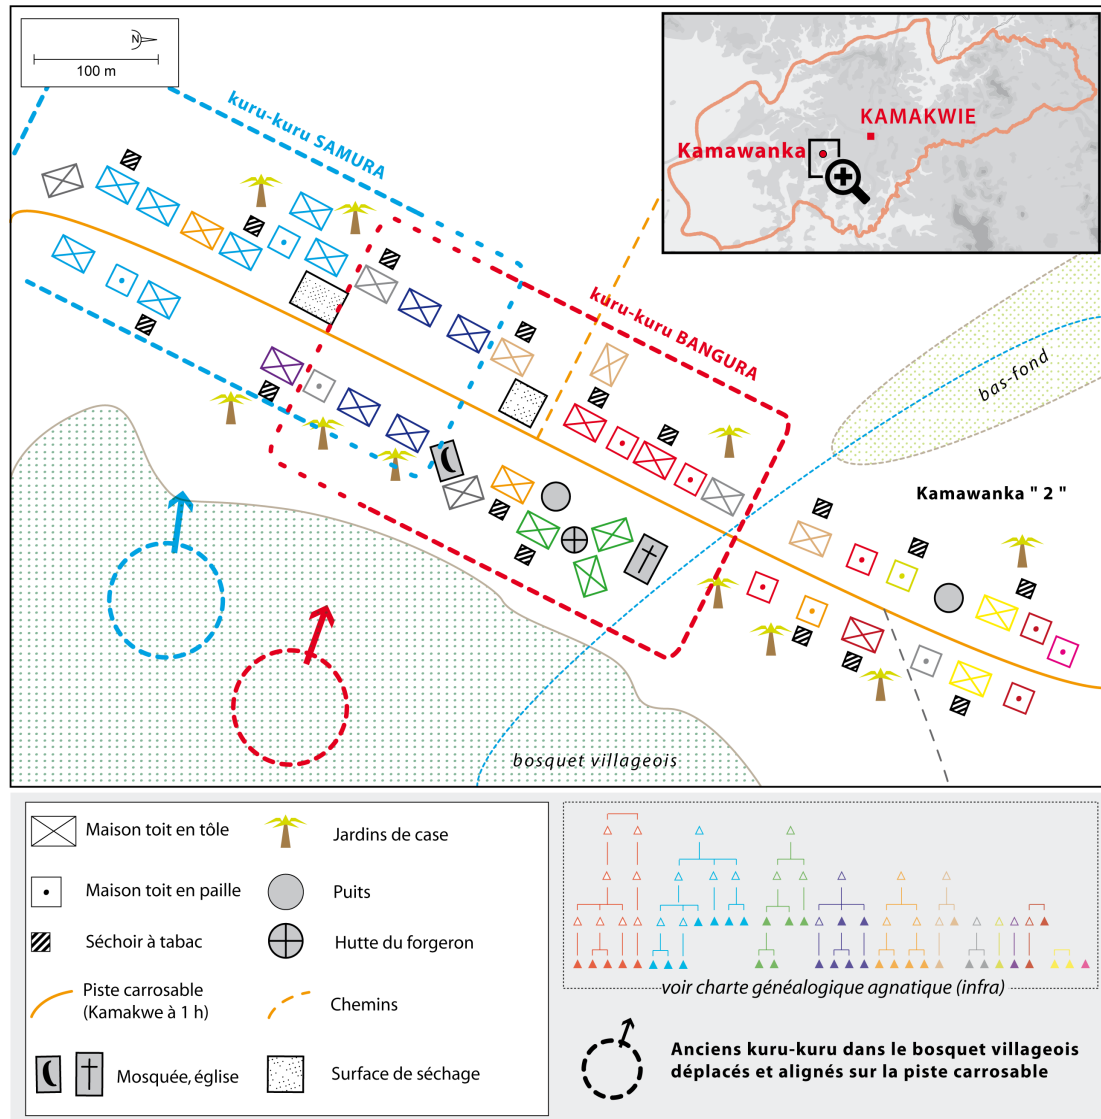 N
100 m
kuru-kuru SAMURA
KAMAKWIE
Kamawanka
kuru-kuru BANGURA
bas-fond
Kamawanka " 2 "
bosquet villageois
Maison toit en tôle
Jardins de case
Maison toit en paille
Puits
Séchoir à tabac
Hutte du forgeron
Piste carrosable
(Kamakwe à 1 h)
Chemins
Mosquée, église
Surface de séchage
voir charte généalogique agnatique (infra)
Anciens kuru-kuru dans le bosquet villageois
déplacés et alignés sur la piste carrosable